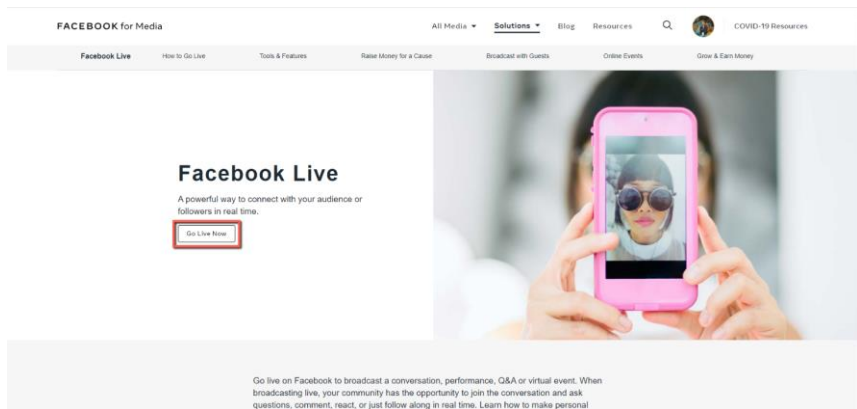 FACEBOOK for Media
All Media Solutions Blog Resources COVID-19 Resources
Facebook Live How to Go Live Tools & Features Raise Money for a Cause Broadcast with Guests Online Events Grow & Earn Money
Facebook Live
A powerful way to connect with your audience or
followers in real time.
Go Live Now
Go live on Facebook to broadcast a conversation, performance, Q&A or virtual event. When
broadcasting live, your community has the opportunity to join the conversation and ask
questions, comment, react, or just follow along in real time. Learn how to make personal